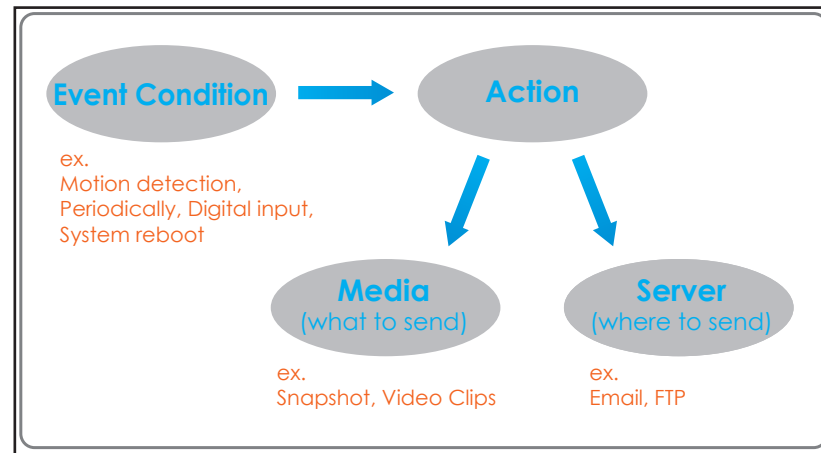 Event Condition
Action
ex.
Motion detection,
Periodically, Digital input,
System reboot
Media
(what to send)
Server
(where to send)
ex.
Snapshot, Video Clips
ex.
Email, FTP